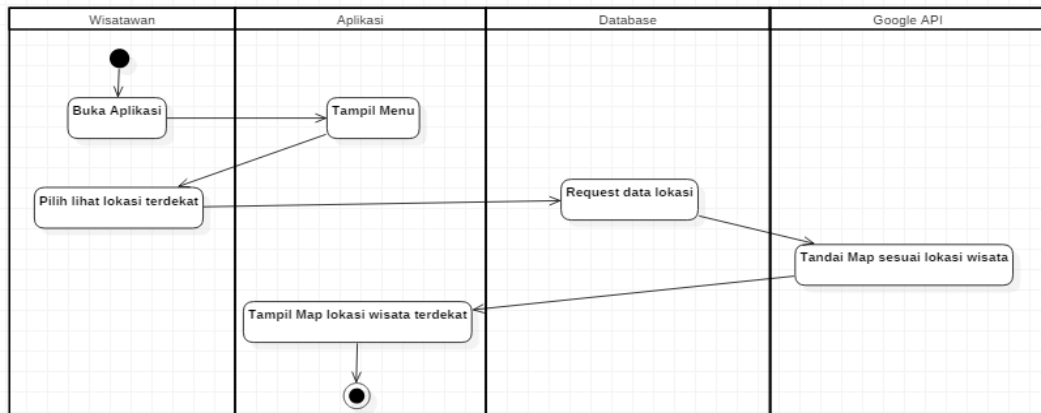 Wisatawan
Aplikasi
Database
Google API
Buka Aplikasi
Tampil Menu
Pilih lihat lokasi terdekat
Request data lokasi
Tandai Map sesuai lokasi wisata
Tampil Map lokasi wisata terdekat